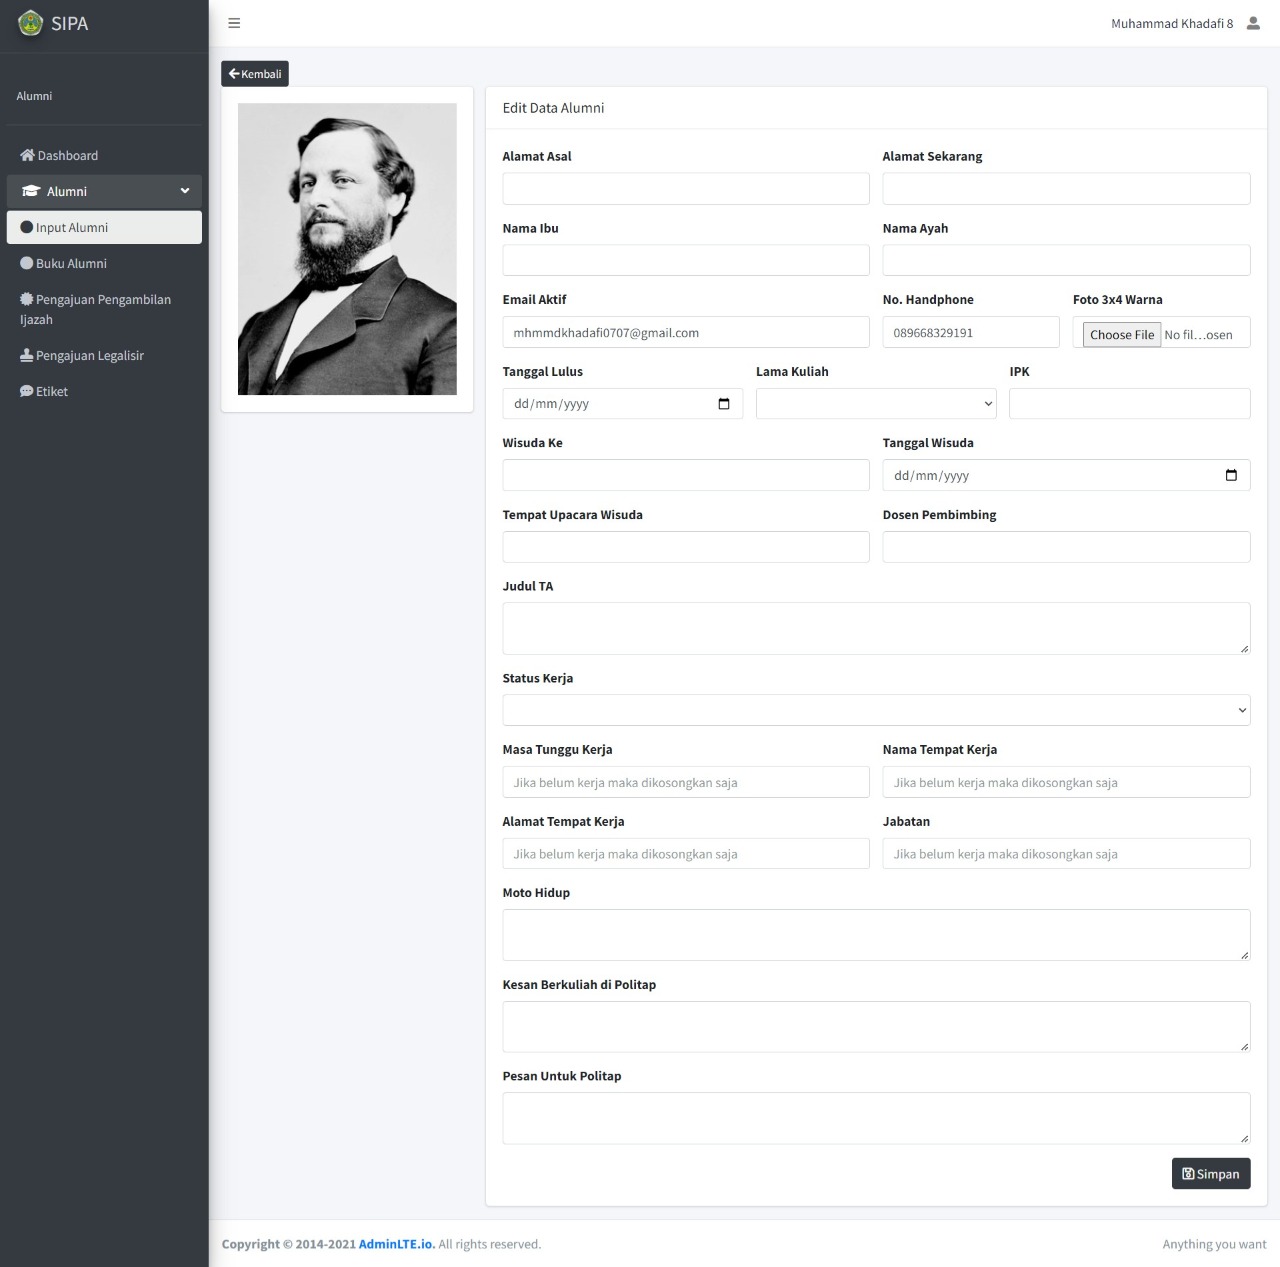 SIPA
Muhammad Khadafi 8
Alumni
Dashboard
Alumni
Input Alumni
Buku Alumni
Pengajuan Pengambilan
Ijazah
Pengajuan Legalisir
Etiket
Kembali
Edit Data Alumni
Alamat Asal
Alamat Sekarang
Nama Ibu
Nama Ayah
Email Aktif
No. Handphone
Foto 3x4 Warna
mhmmdkhadafi0707@gmail.com
089668329191
Choose File No fil...osen
Tanggal Lulus
Lama Kuliah
IPK
dd/mm/yyyy
Wisuda Ke
Tanggal Wisuda
dd/mm/yyyy
Tempat Upacara Wisuda
Dosen Pembimbing
Judul TA
Status Kerja
Masa Tunggu Kerja
Nama Tempat Kerja
Jika belum kerja maka dikosongkan saja
Jika belum kerja maka dikosongkan saja
Alamat Tempat Kerja
Jabatan
Jika belum kerja maka dikosongkan saja
Jika belum kerja maka dikosongkan saja
Moto Hidup
Kesan Berkuliah di Politap
Pesan Untuk Politap
Simpan
Copyright © 2014-2021 AdminLTE.io. All rights reserved.
Anything you want